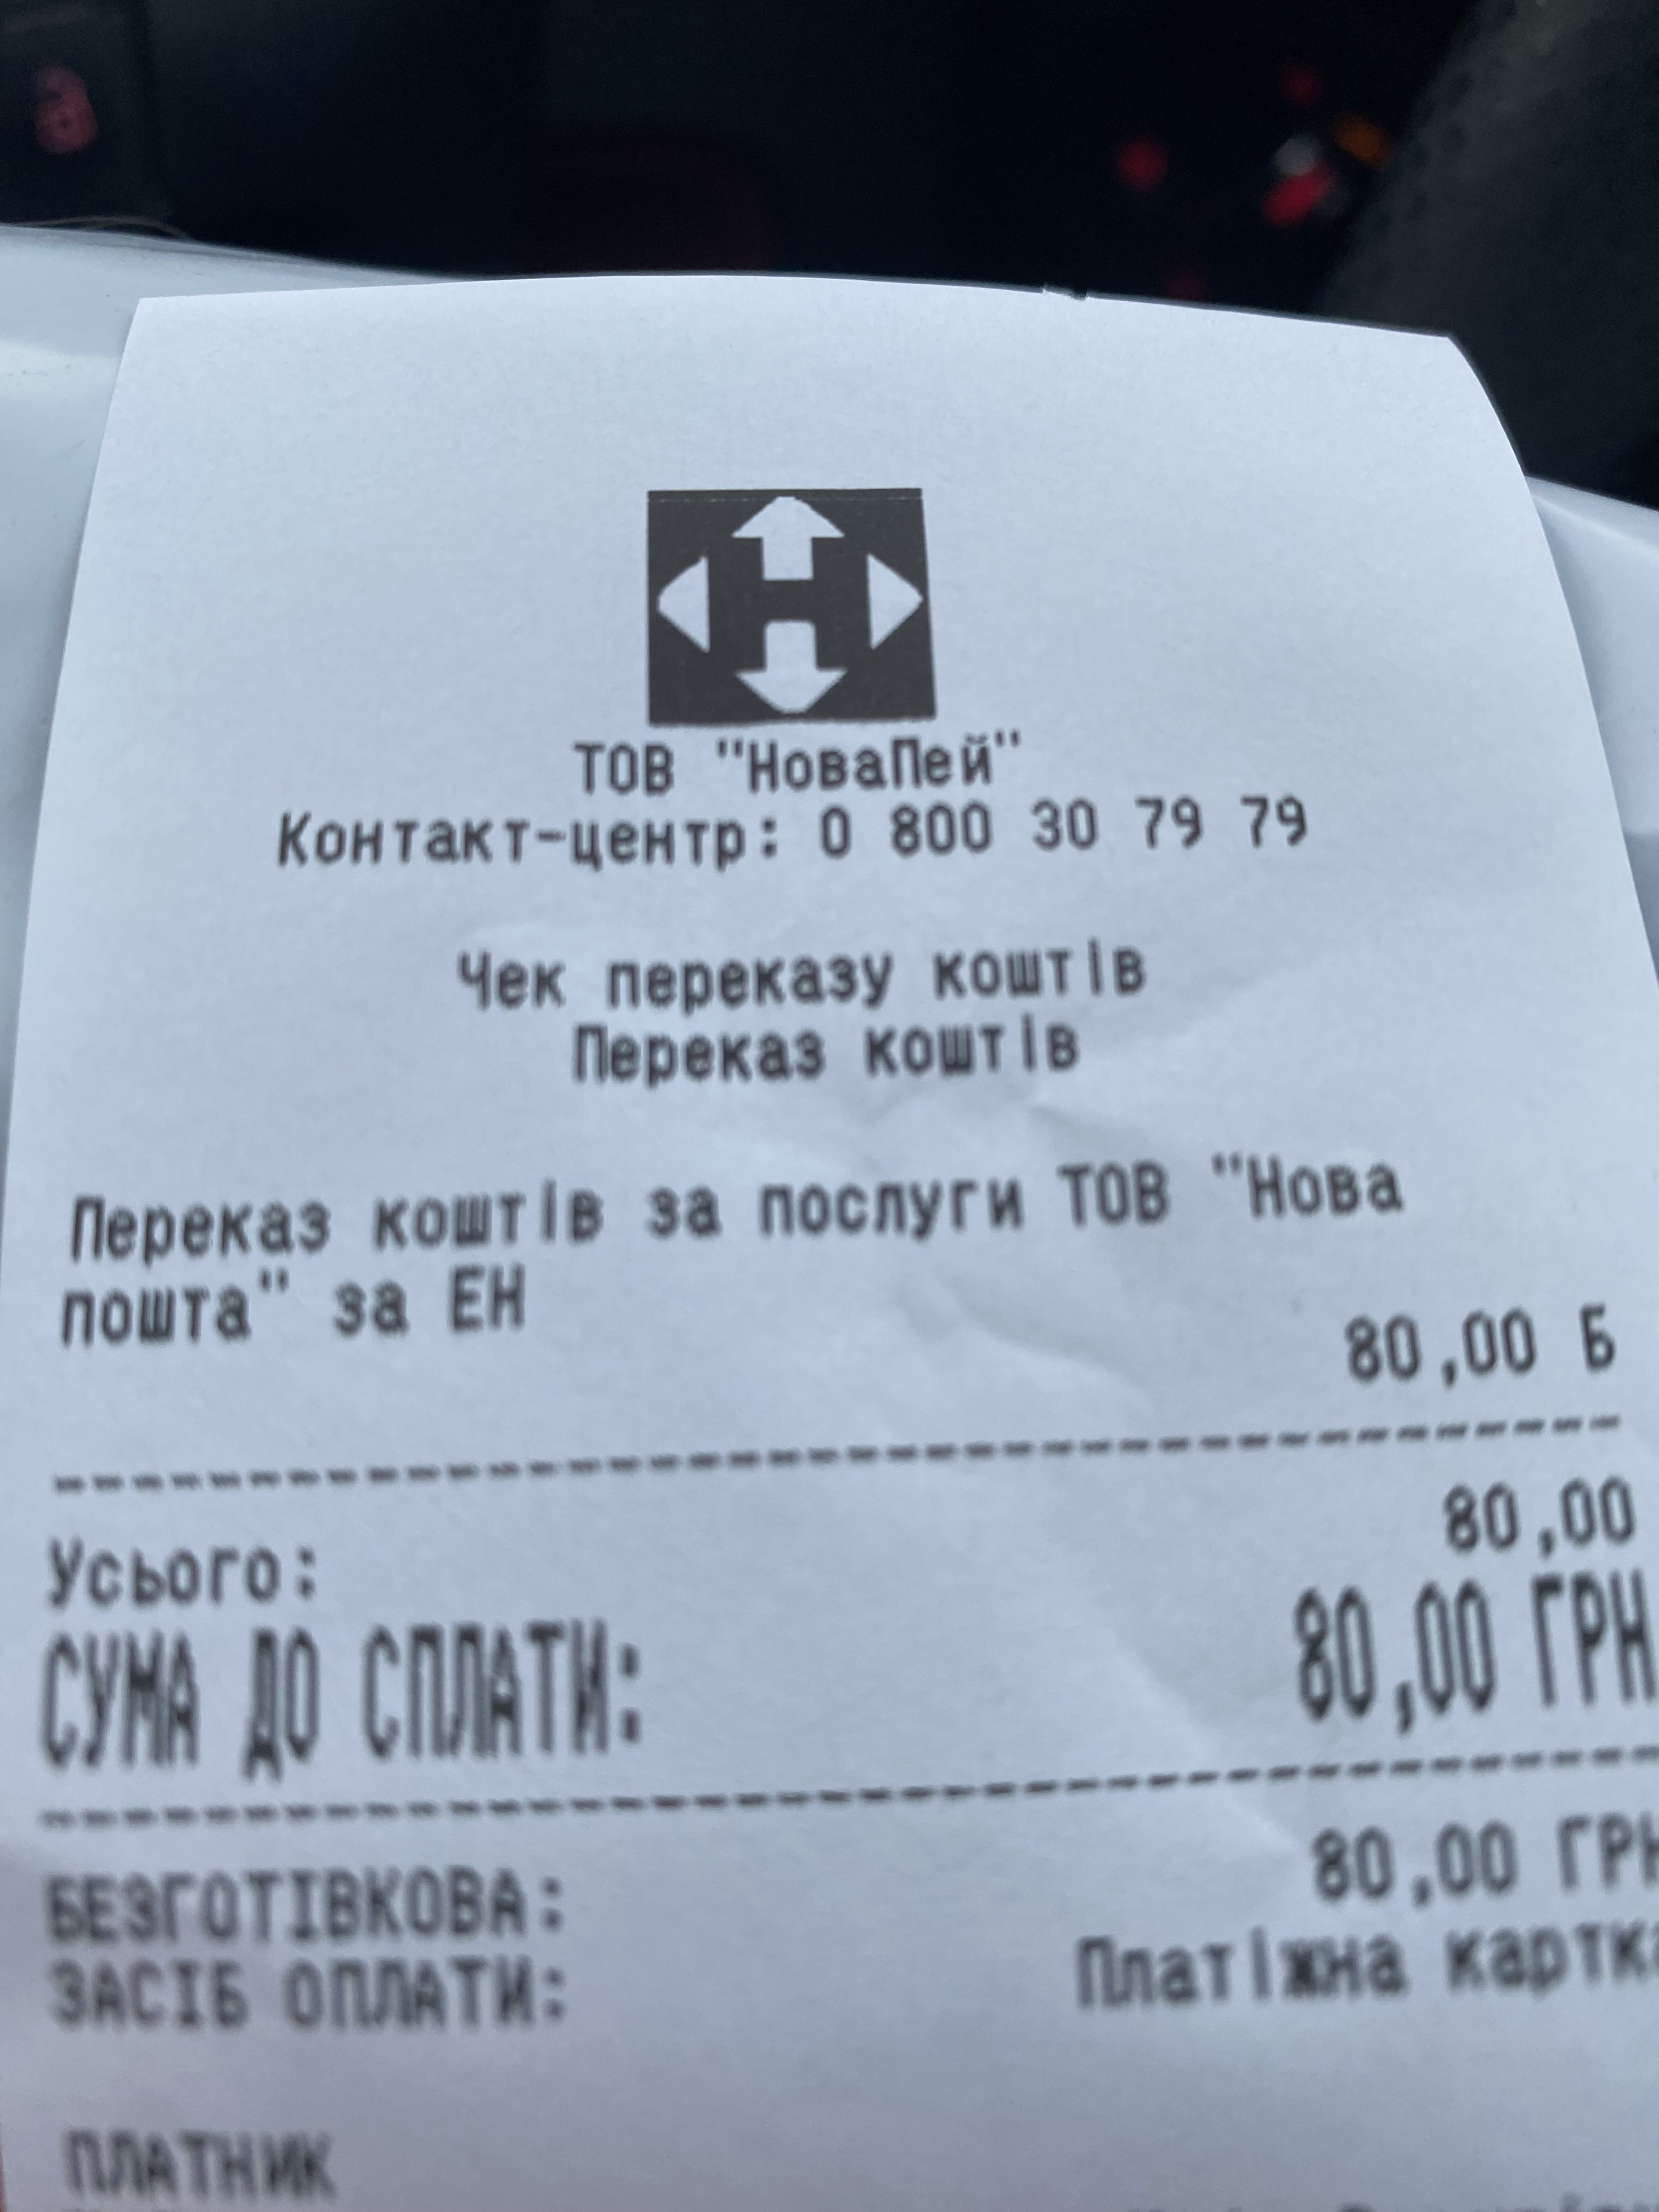 ТОВ "НоваПей"
Контакт-центр: 0 800 30 79 79
Чек переказу коштів
Переказ коштів
Переказ коштів за послуги ТОВ "Нова
пошта" за ЕН
80,00 Б
Усього: 80,00
СУМА ДО СПЛАТИ: 80,00 ГРН
БЕЗГОТІВКОВА: 80,00 ГРН
ЗАСІБ ОПЛАТИ: Платіжна картка
ПЛАТНИК